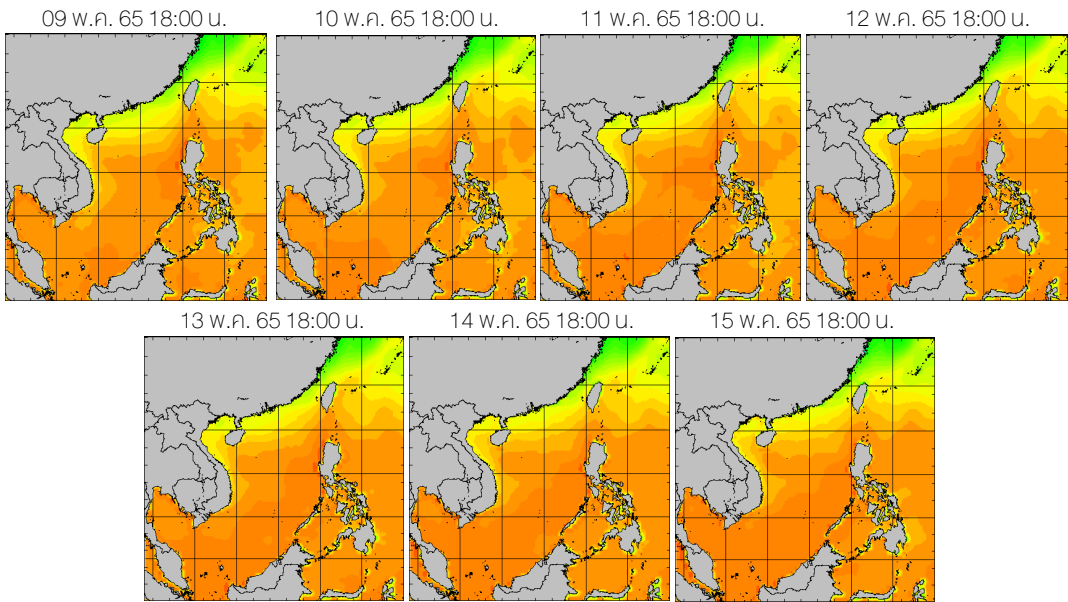 09 พ.ค. 65 18:00 น.
10 พ.ค. 65 18:00 น.
11 พ.ค. 65 18:00 น.
12 พ.ค. 65 18:00 น.
13 พ.ค. 65 18:00 น.
14 พ.ค. 65 18:00 น.
15 พ.ค. 65 18:00 น.